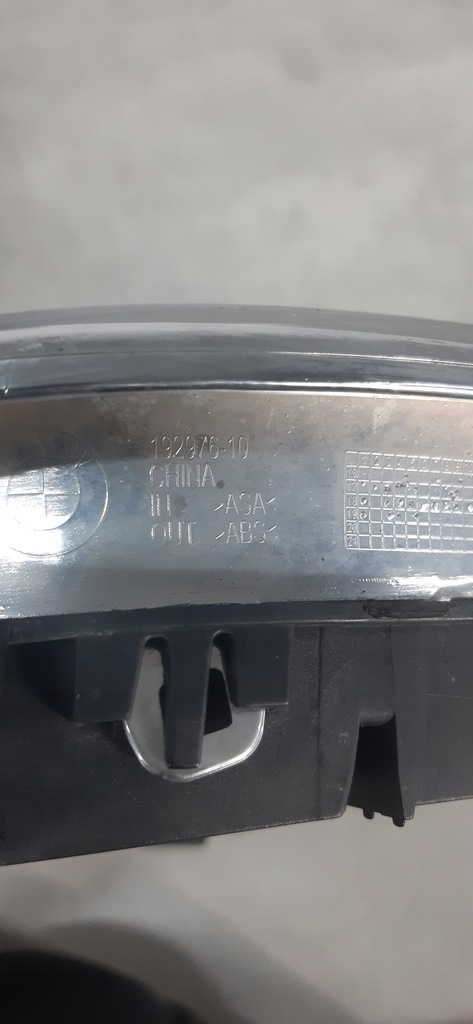 192976-10
CHINA
IN >ASA<
OUT >ABS<